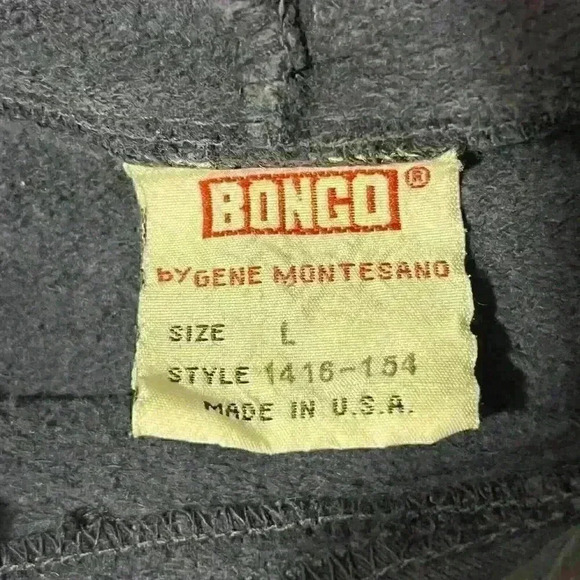 BONGO®
by GENE MONTESANO
SIZE L
STYLE 1416-154
MADE IN U.S.A.